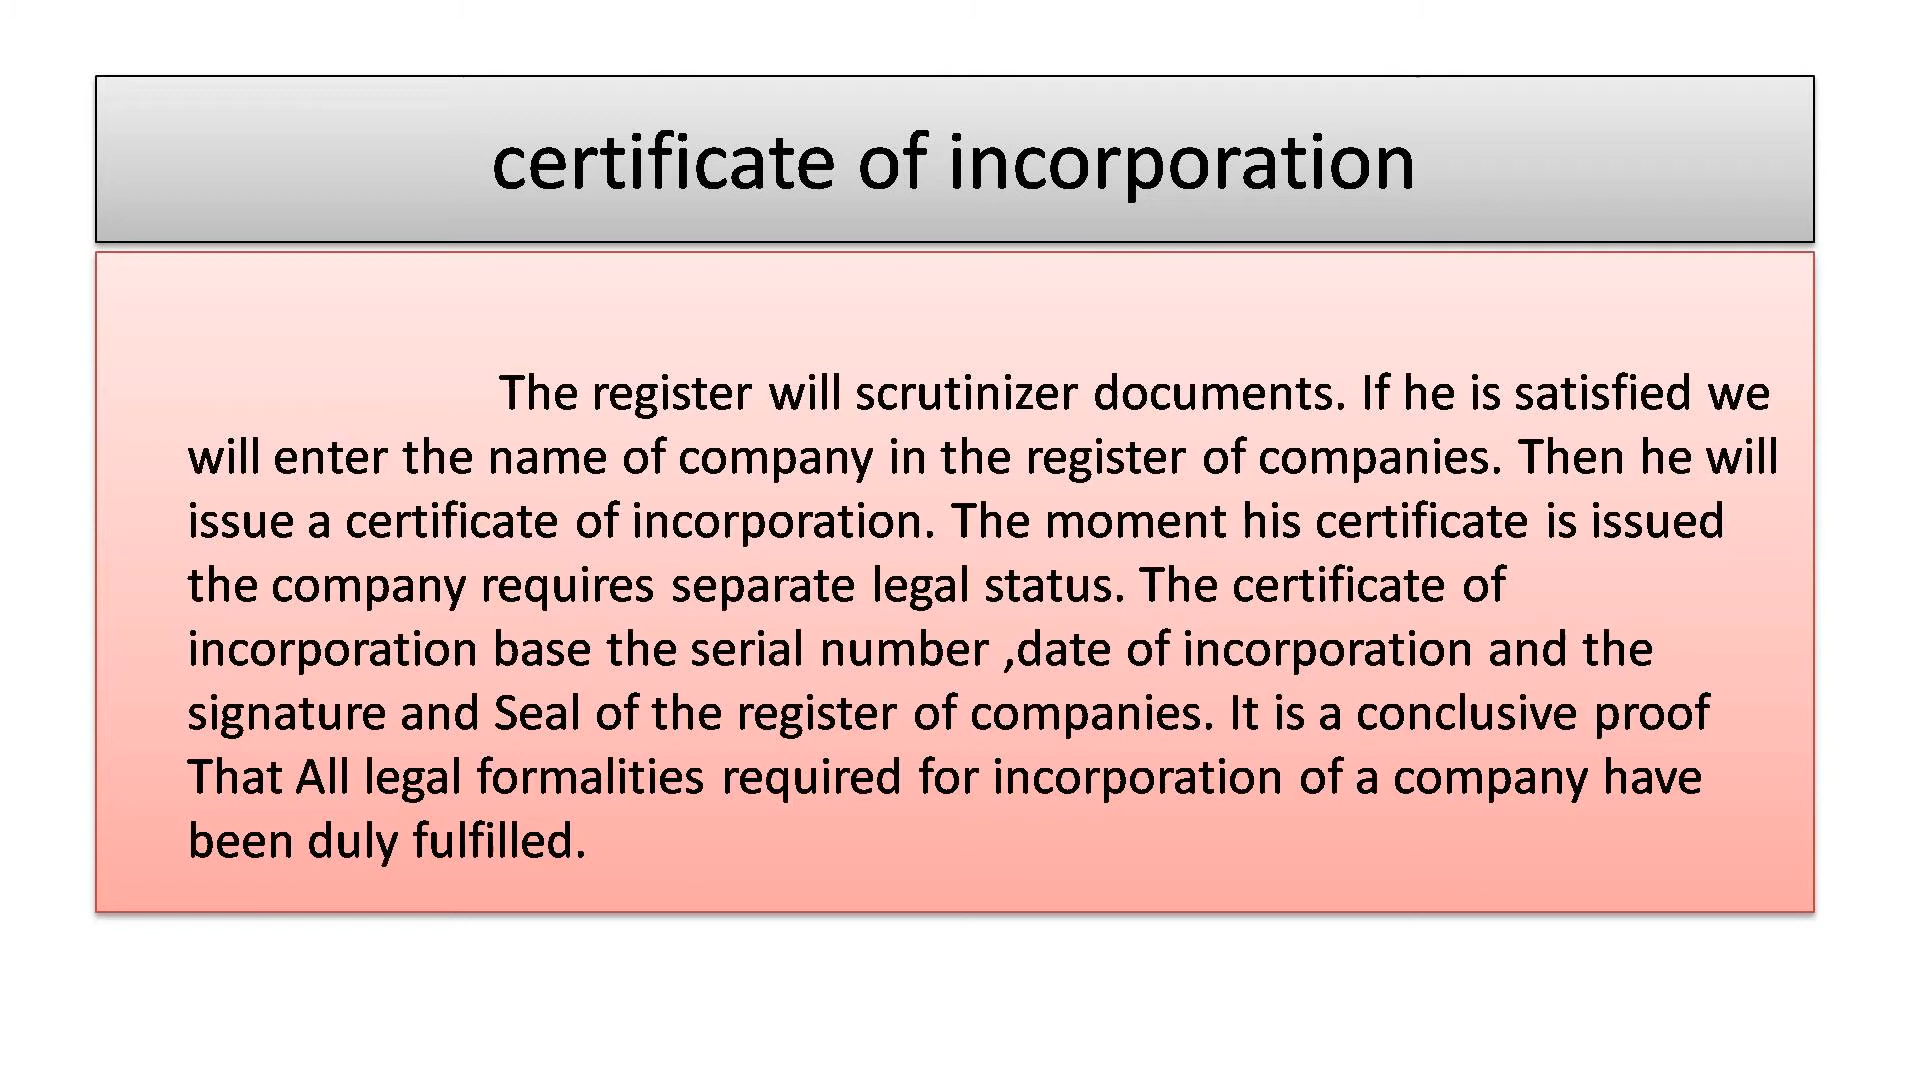 certificate of incorporation
The register will scrutinizer documents. If he is satisfied we
will enter the name of company in the register of companies. Then he will
issue a certificate of incorporation. The moment his certificate is issued
the company requires separate legal status. The certificate of
incorporation base the serial number ,date of incorporation and the
signature and Seal of the register of companies. It is a conclusive proof
That All legal formalities required for incorporation of a company have
been duly fulfilled.